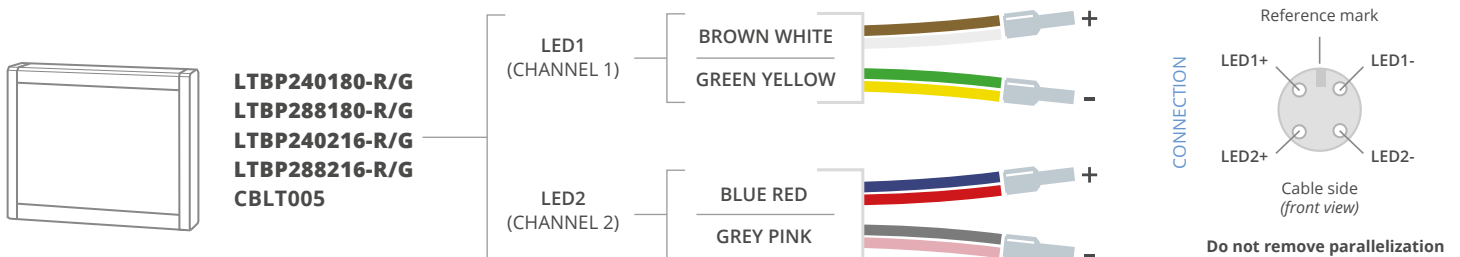 LTBP240180-R/G
LTBP288180-R/G
LTBP240216-R/G
LTBP288216-R/G
CBLT005
LED1
(CHANNEL 1)
BROWN WHITE
GREEN YELLOW
+
-
LED2
(CHANNEL 2)
BLUE RED
GREY PINK
+
-
CONNECTION
Reference mark
LED1+ LED1-
LED2+ LED2-
Cable side
(front view)
Do not remove parallelization